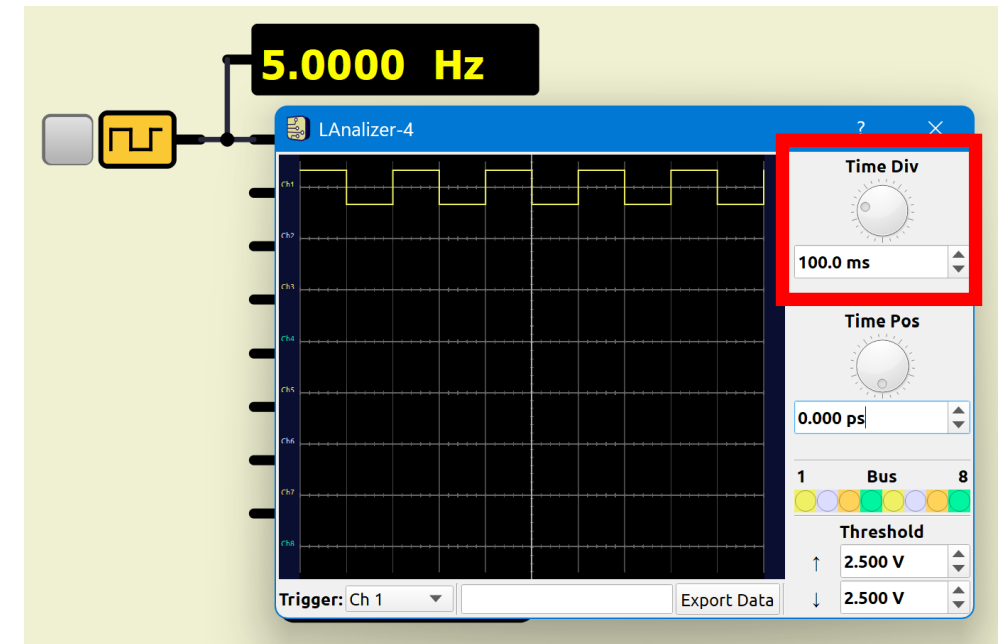 5.0000 Hz
LAnalizer-4
? ×
Time Div
100.0 ms
Time Pos
0.000 ps
1 Bus 8
Threshold
↑ 2.500 V
↓ 2.500 V
Ch1
Ch2
Ch3
Ch4
Ch5
Ch6
Ch7
Ch8
Trigger: Ch 1
Export Data